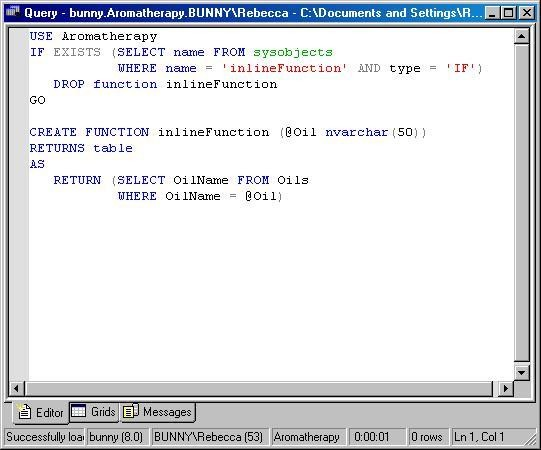 Query - bunny.Aromatherapy.BUNNY\Rebecca - C:\Documents and Settings\R...
USE Aromatherapy
IF EXISTS (SELECT name FROM sysobjects
WHERE name = 'inlineFunction' AND type = 'IF')
DROP function inlineFunction
GO
CREATE FUNCTION inlineFunction (@Oil nvarchar(50))
RETURNS table
AS
RETURN (SELECT OilName FROM Oils
WHERE OilName = @Oil)
Editor Grids Messages
Successfully loa bunny (8.0) BUNNY\Rebecca (53) Aromatherapy 0:00:01 0 rows Ln 1, Col 1